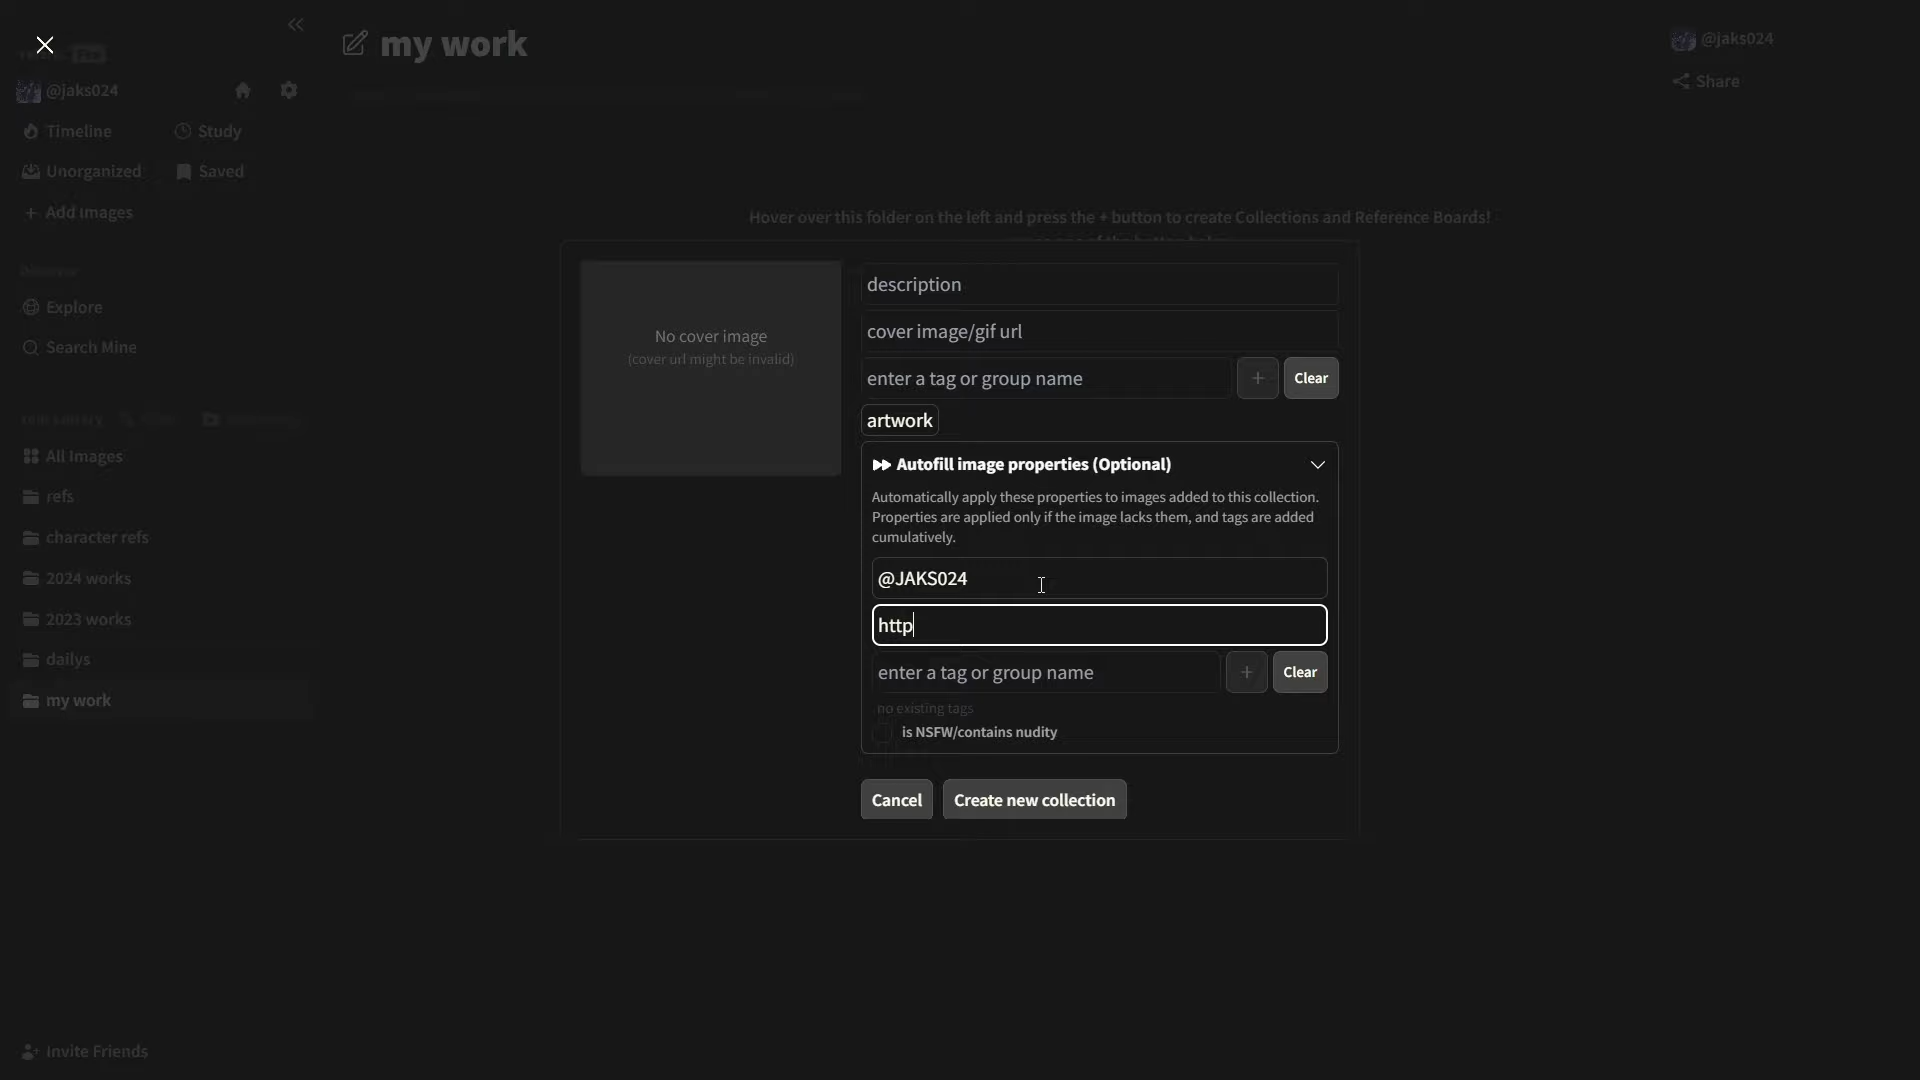 my work
@jaks024
Share
@jaks024
Timeline
Study
Unorganized
Saved
+ Add Images
Hover over this folder on the left and press the + button to create Collections and Reference Boards!
Discover
Explore
Search Mine
All Images
refs
character refs
2024 works
2023 works
dailys
my work
Invite Friends
No cover image
(cover url might be invalid)
description
cover image/gif url
enter a tag or group name
+
Clear
artwork
Autofill image properties (Optional)
Automatically apply these properties to images added to this collection.
Properties are applied only if the image lacks them, and tags are added
cumulatively.
@JAKS024
http
enter a tag or group name
+
Clear
no existing tags
is NSFW/contains nudity
Cancel
Create new collection